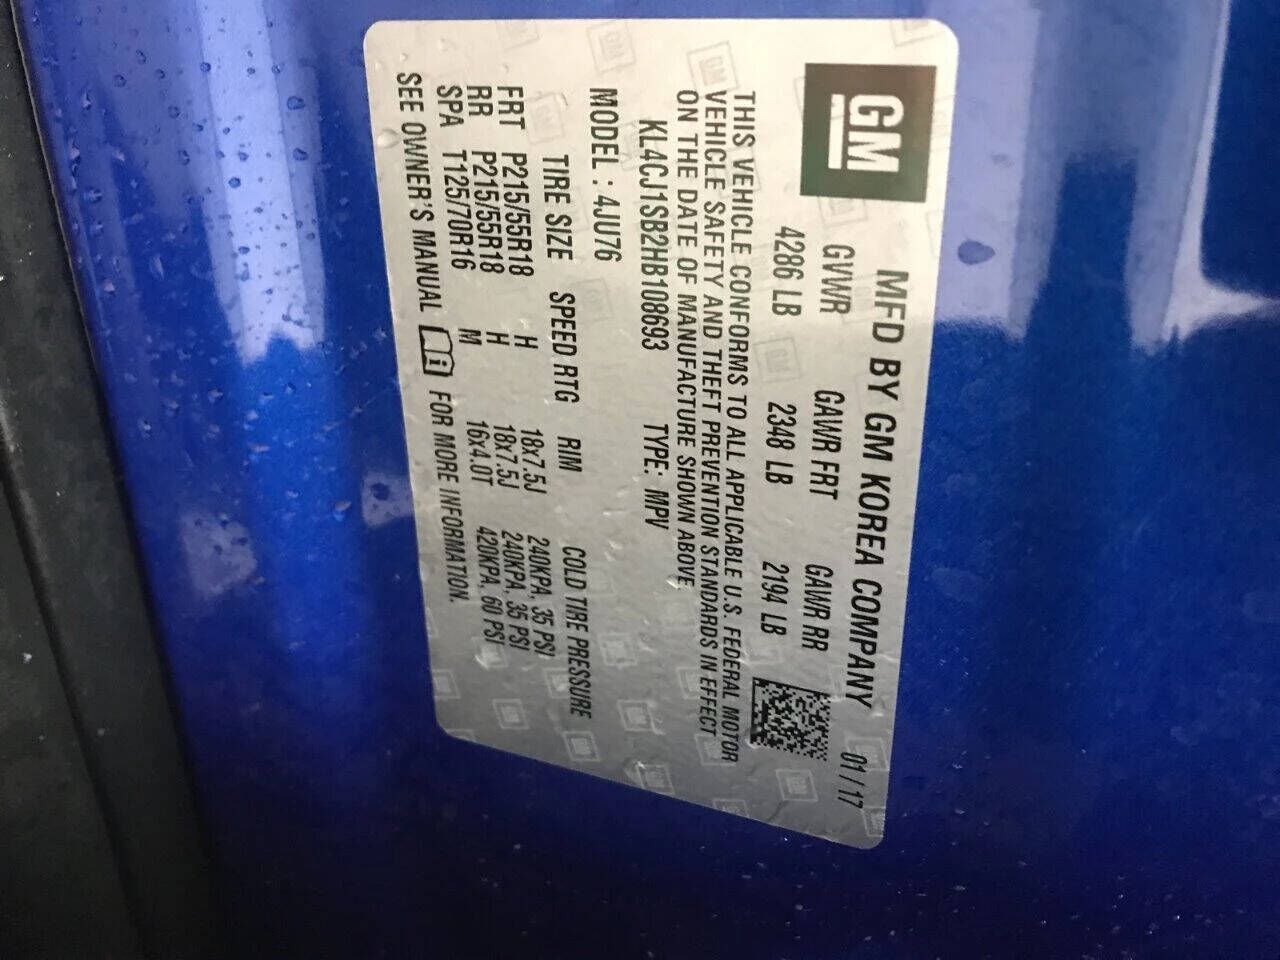 GM
MFD BY GM KOREA COMPANY 01/17
GVWR GAWR FRT GAWR RR
4286 LB 2348 LB 2194 LB
THIS VEHICLE CONFORMS TO ALL APPLICABLE U.S. FEDERAL MOTOR
VEHICLE SAFETY AND THEFT PREVENTION STANDARDS IN EFFECT
ON THE DATE OF MANUFACTURE SHOWN ABOVE
KL4CJ1SB2HB108693 TYPE: MPV
MODEL : 4JU76
TIRE SIZE SPEED RTG RIM COLD TIRE PRESSURE
FRT P215/55R18 H 18x7.5J 240KPA, 35 PSI
RR P215/55R18 H 18x7.5J 240KPA, 35 PSI
SPA T125/70R16 M 16x4.0T 420KPA, 60 PSI
SEE OWNER'S MANUAL FOR MORE INFORMATION.